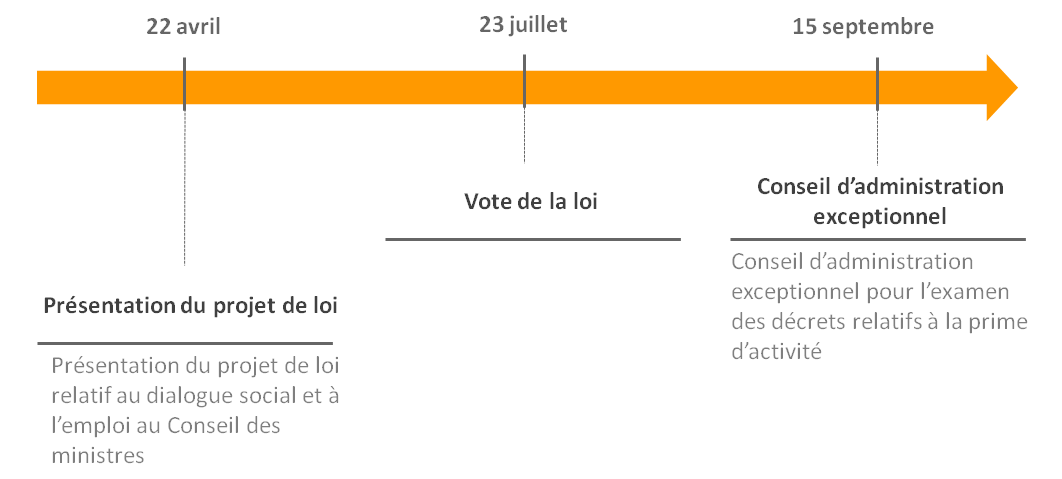 22 avril
23 juillet
15 septembre
Présentation du projet de loi
Présentation du projet de loi
relatif au dialogue social et à
l’emploi au Conseil des
ministres
Vote de la loi
Conseil d’administration
exceptionnel
Conseil d’administration
exceptionnel pour l’examen
des décrets relatifs à la prime
d’activité